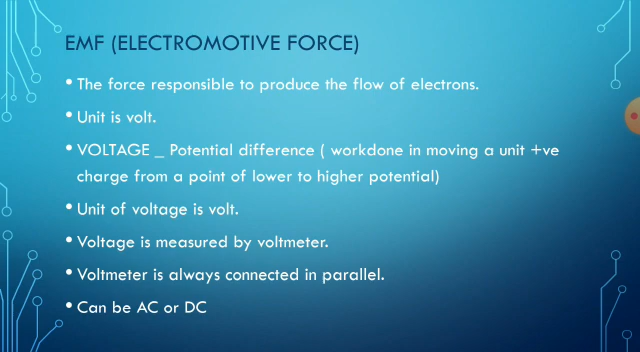 EMF (ELECTROMOTIVE FORCE)
• The force responsible to produce the flow of electrons.
• Unit is volt.
• VOLTAGE _ Potential difference ( workdone in moving a unit +ve
charge from a point of lower to higher potential)
• Unit of voltage is volt.
• Voltage is measured by voltmeter.
• Voltmeter is always connected in parallel.
• Can be AC or DC